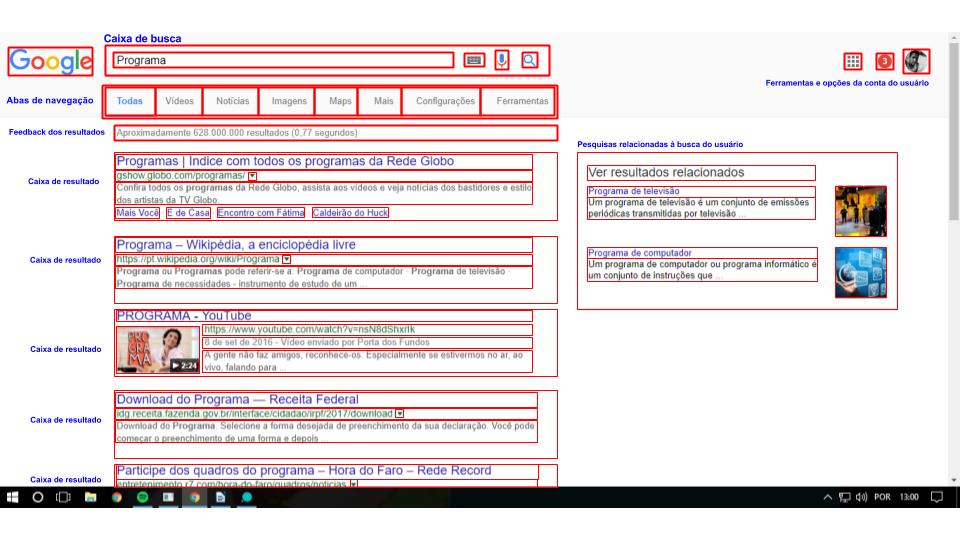 Caixa de busca
Google
Programa
3
Ferramentas e opções da conta do usuário
Abas de navegação
Todas Vídeos Notícias Imagens Maps Mais Configurações Ferramentas
Feedback dos resultados
Aproximadamente 628.000.000 resultados (0,77 segundos)
Pesquisas relacionadas à busca do usuário
Caixa de resultado
Programas | Índice com todos os programas da Rede Globo
gshow.globo.com/programas/
Confira todos os programas da Rede Globo, assista aos vídeos e veja notícias dos bastidores e estilo
dos artistas da TV Globo.
Mais Você É de Casa Encontro com Fátima Caldeirão do Huck
Ver resultados relacionados
Programa de televisão
Um programa de televisão é um conjunto de emissões
periódicas transmitidas por televisão ...
Programa de computador
Um programa de computador ou programa informático é
um conjunto de instruções que ...
Caixa de resultado
Programa – Wikipédia, a enciclopédia livre
https://pt.wikipedia.org/wiki/Programa
Programa ou Programas pode referir-se a: Programa de computador · Programa de televisão ·
Programa de necessidades - instrumento de estudo de um ...
Caixa de resultado
PROGRAMA - YouTube
PROGRAMA
2:24
https://www.youtube.com/watch?v=nsN8dShxrIk
8 de set de 2016 - Vídeo enviado por Porta dos Fundos
A gente não faz amigos, reconhece-os. Especialmente se estivermos no ar, ao
vivo, falando para ...
Caixa de resultado
Download do Programa — Receita Federal
idg.receita.fazenda.gov.br/interface/cidadao/irpf/2017/download
Download do Programa. Selecione a forma desejada de preenchimento da sua declaração. Você pode
começar o preenchimento de uma forma e depois ...
Caixa de resultado
Participe dos quadros do programa – Hora do Faro – Rede Record
entretenimento.r7.com/hora-do-faro/quadros/noticias
POR 13:00